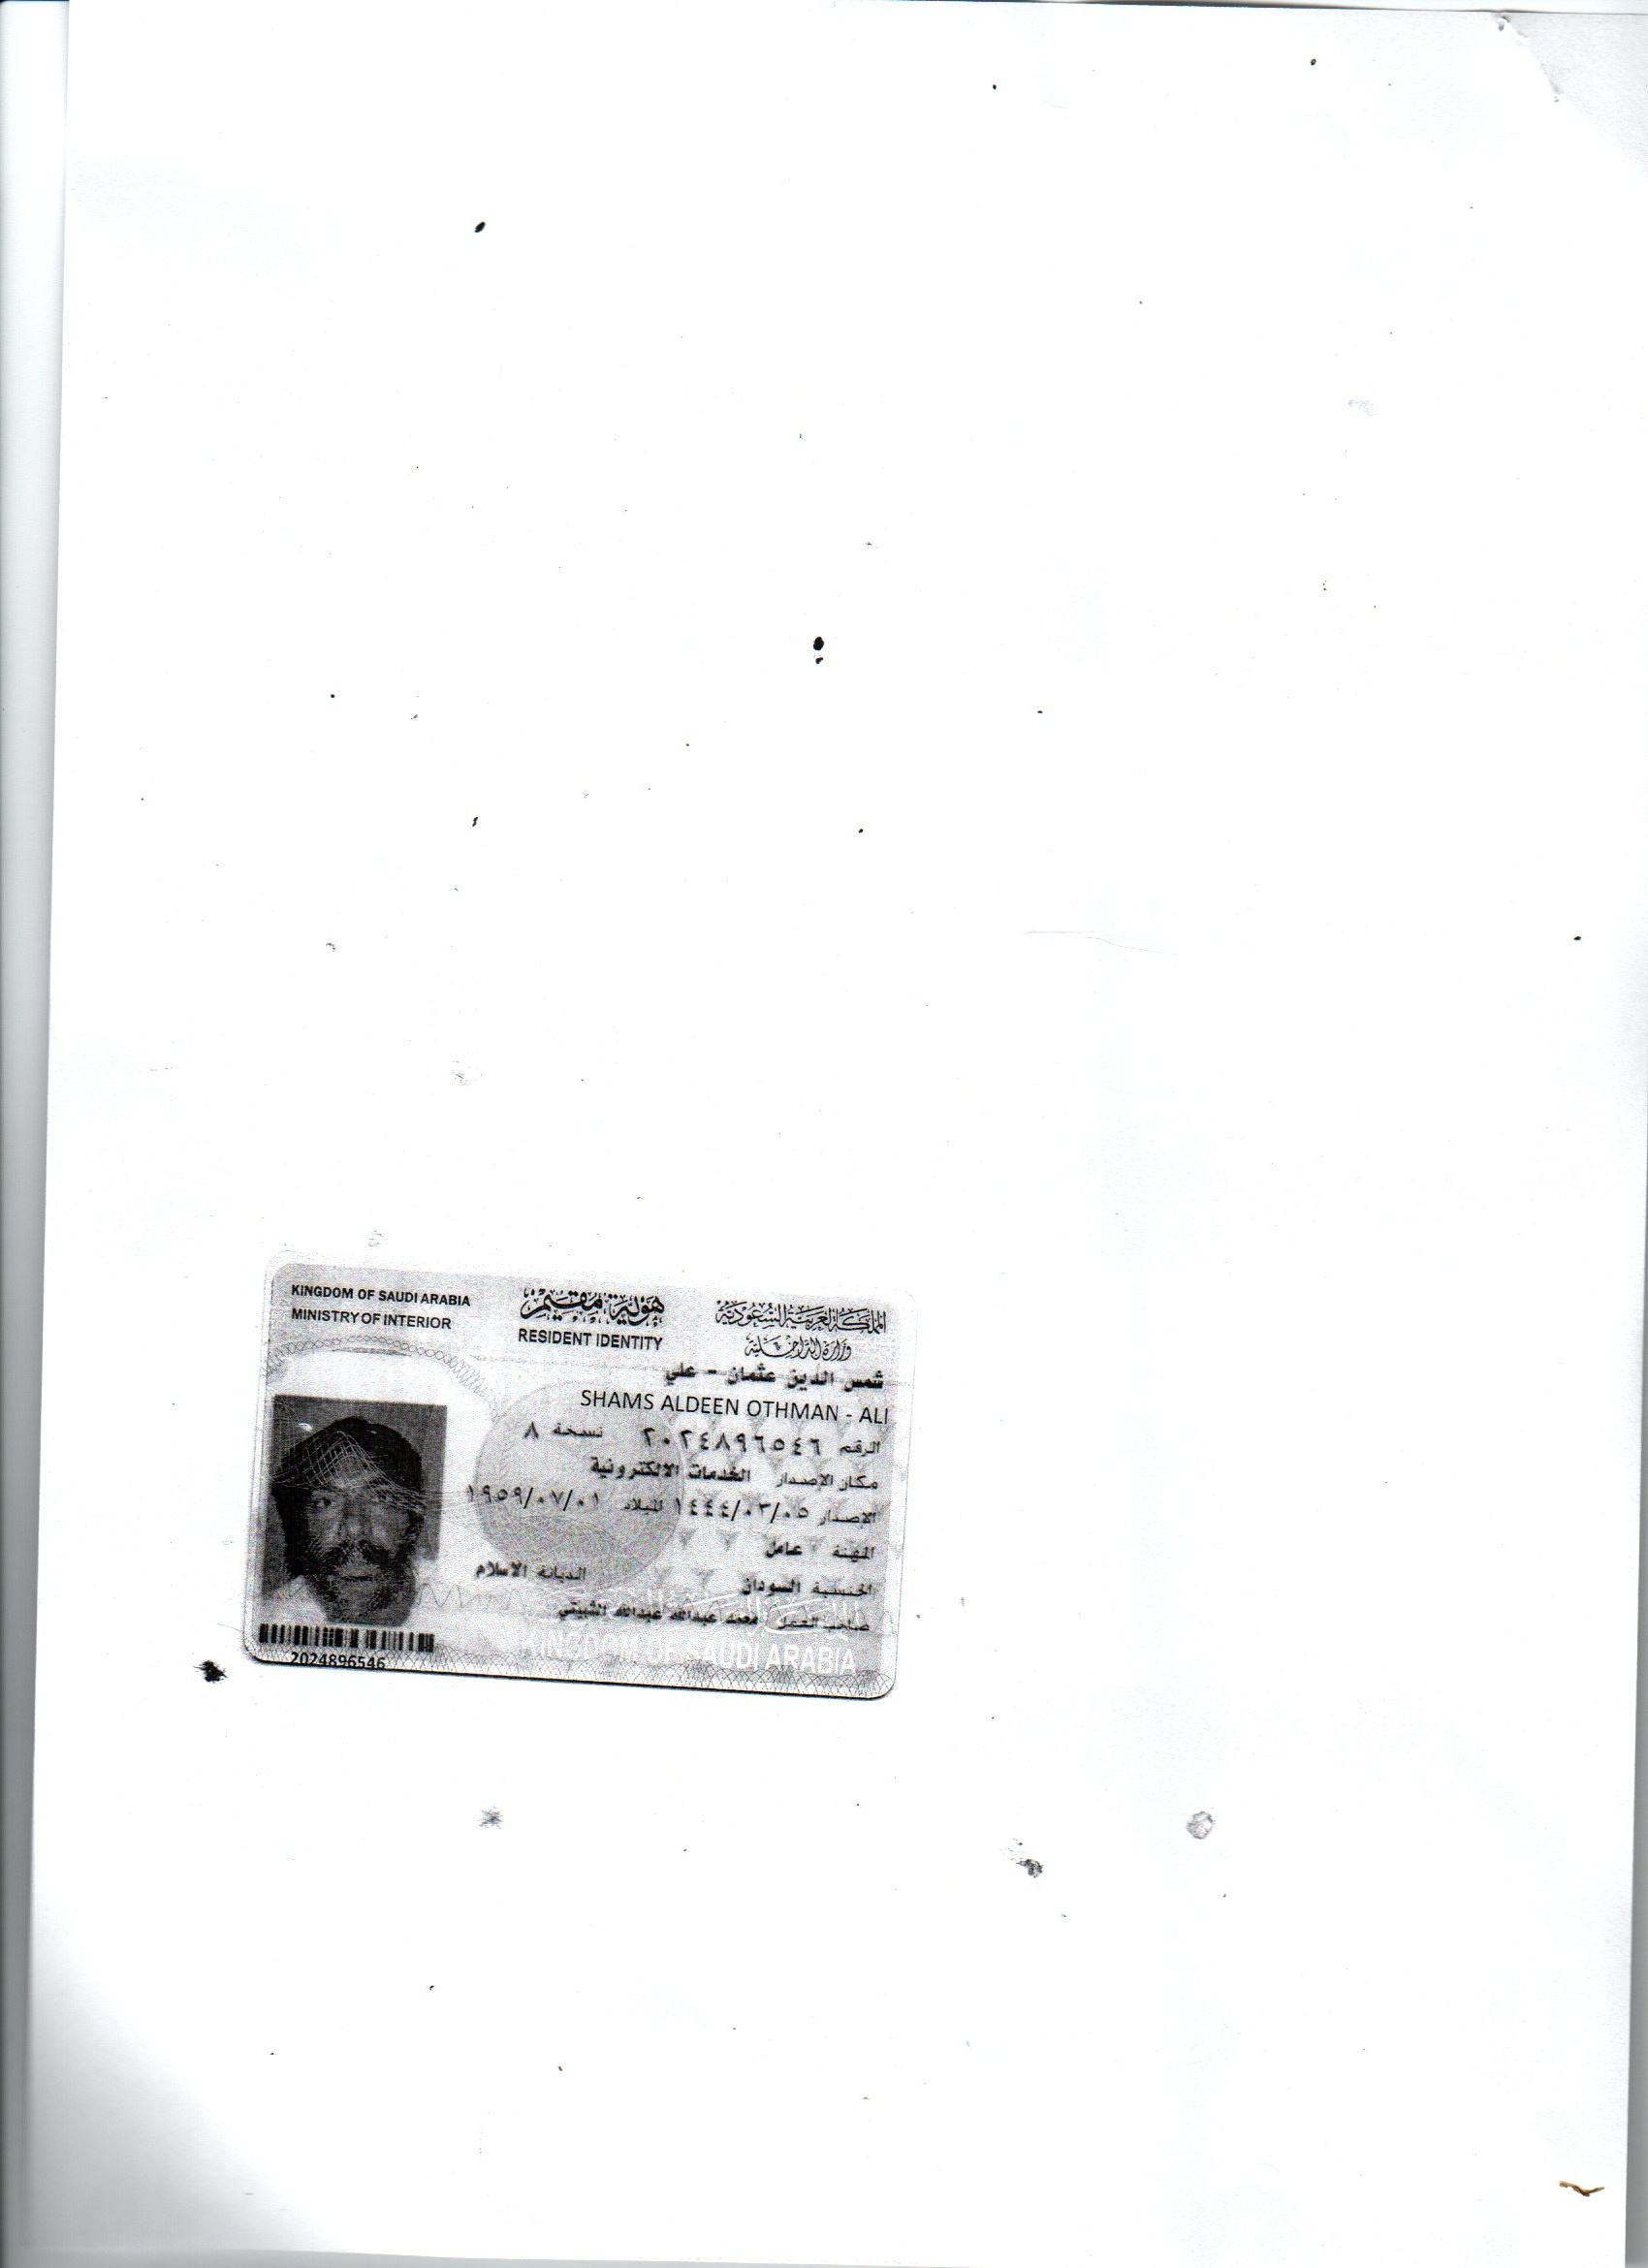 KINGDOM OF SAUDI ARABIA
MINISTRY OF INTERIOR
هوية مقيم
RESIDENT IDENTITY
المملكة العربية السعودية
وزارة الداخلية
شمس الدين عثمان - علي
SHAMS ALDEEN OTHMAN - ALI
الرقم ٢٠٢٤٨٩٦٥٤٦ نسخة ٨
مكان الاصدار الخدمات الالكترونية
الاصدار ١٤٤٤/٠٣/٠٥ الميلاد ١٩٥٩/٠٧/٠١
المهنة عامل
الجنسية السودان الديانة الاسلام
صاحب العمل محمد عبدالله عبدالله
KINGDOM OF SAUDI ARABIA
2024896546